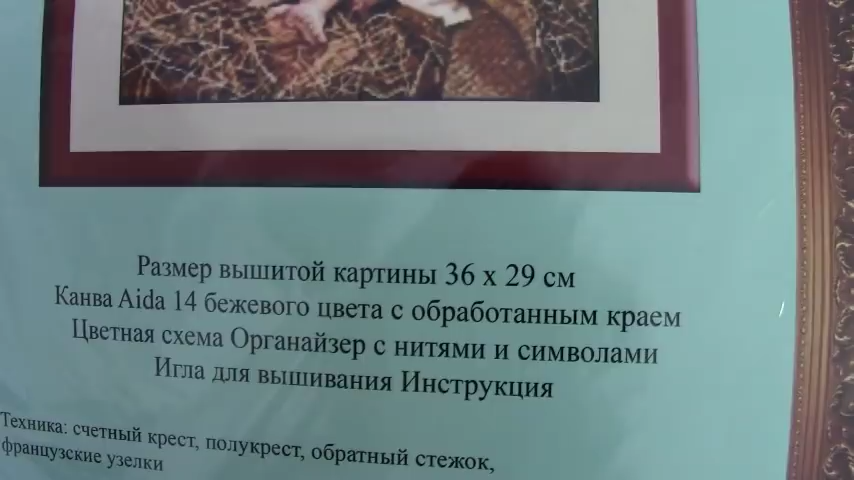 Размер вышитой картины 36 x 29 см
Канва Aida 14 бежевого цвета с обработанным краем
Цветная схема Органайзер с нитями и символами
Игла для вышивания Инструкция
Техника: счетный крест, полукрест, обратный стежок,
французские узелки